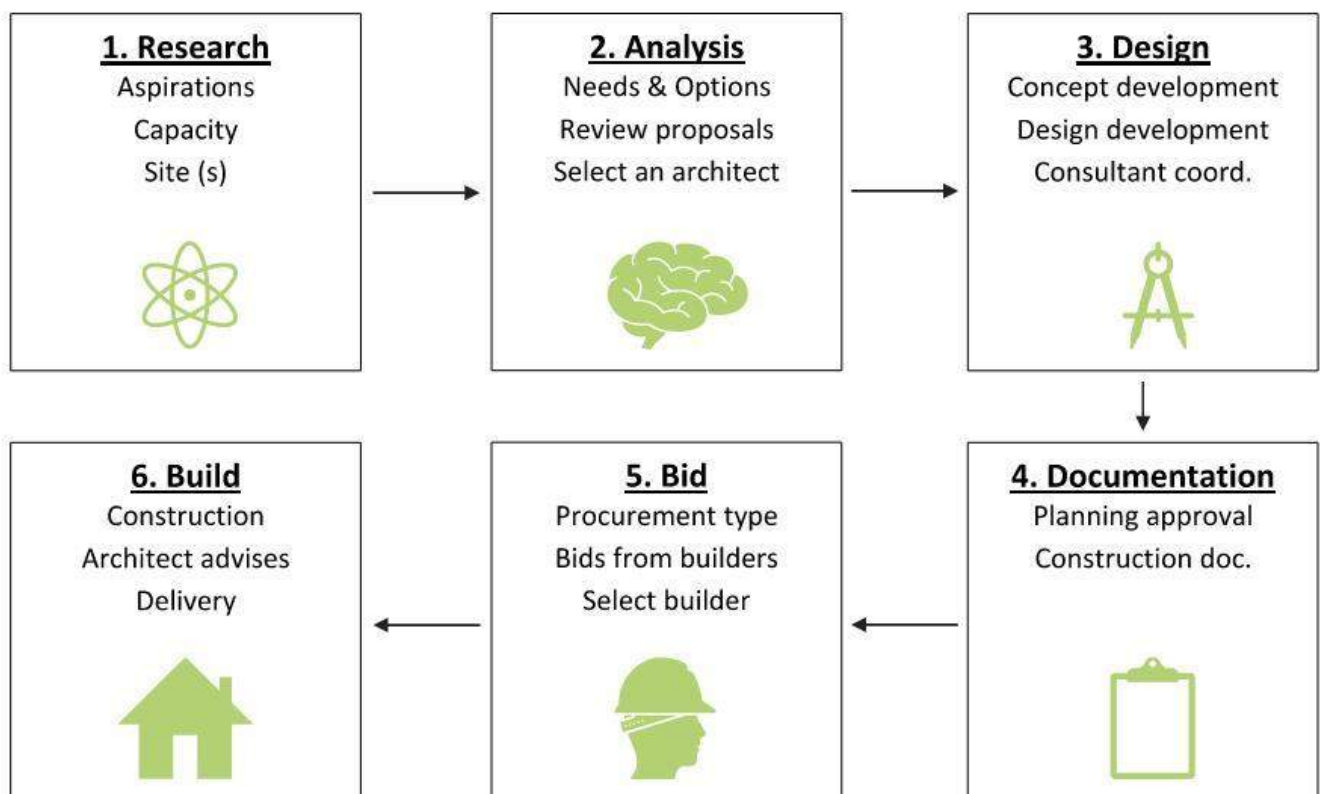 1. Research
Aspirations
Capacity
Site (s)
2. Analysis
Needs & Options
Review proposals
Select an architect
3. Design
Concept development
Design development
Consultant coord.
4. Documentation
Planning approval
Construction doc.
5. Bid
Procurement type
Bids from builders
Select builder
6. Build
Construction
Architect advises
Delivery